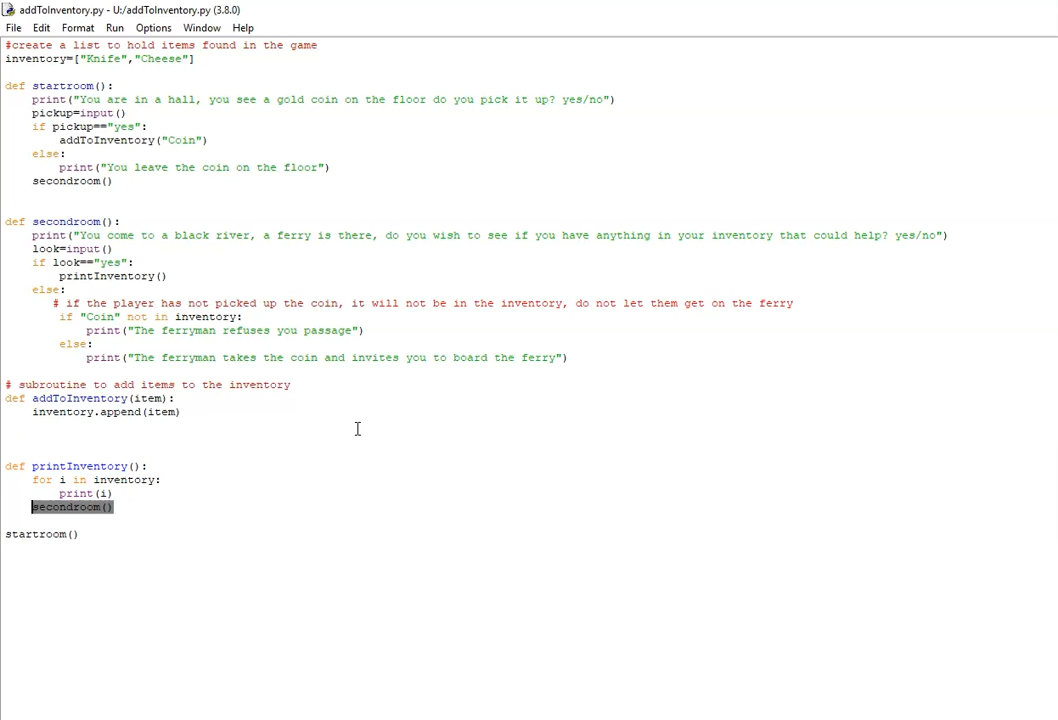 addToInventory.py - U:/addToInventory.py (3.8.0)
File Edit Format Run Options Window Help
#create a list to hold items found in the game
inventory=["Knife","Cheese"]
def startroom():
print("You are in a hall, you see a gold coin on the floor do you pick it up? yes/no")
pickup=input()
if pickup=="yes":
addToInventory("Coin")
else:
print("You leave the coin on the floor")
secondroom()
def secondroom():
print("You come to a black river, a ferry is there, do you wish to see if you have anything in your inventory that could help? yes/no")
look=input()
if look=="yes":
printInventory()
else:
# if the player has not picked up the coin, it will not be in the inventory, do not let them get on the ferry
if "Coin" not in inventory:
print("The ferryman refuses you passage")
else:
print("The ferryman takes the coin and invites you to board the ferry")
# subroutine to add items to the inventory
def addToInventory(item):
inventory.append(item)
def printInventory():
for i in inventory:
print(i)
secondroom()
startroom()